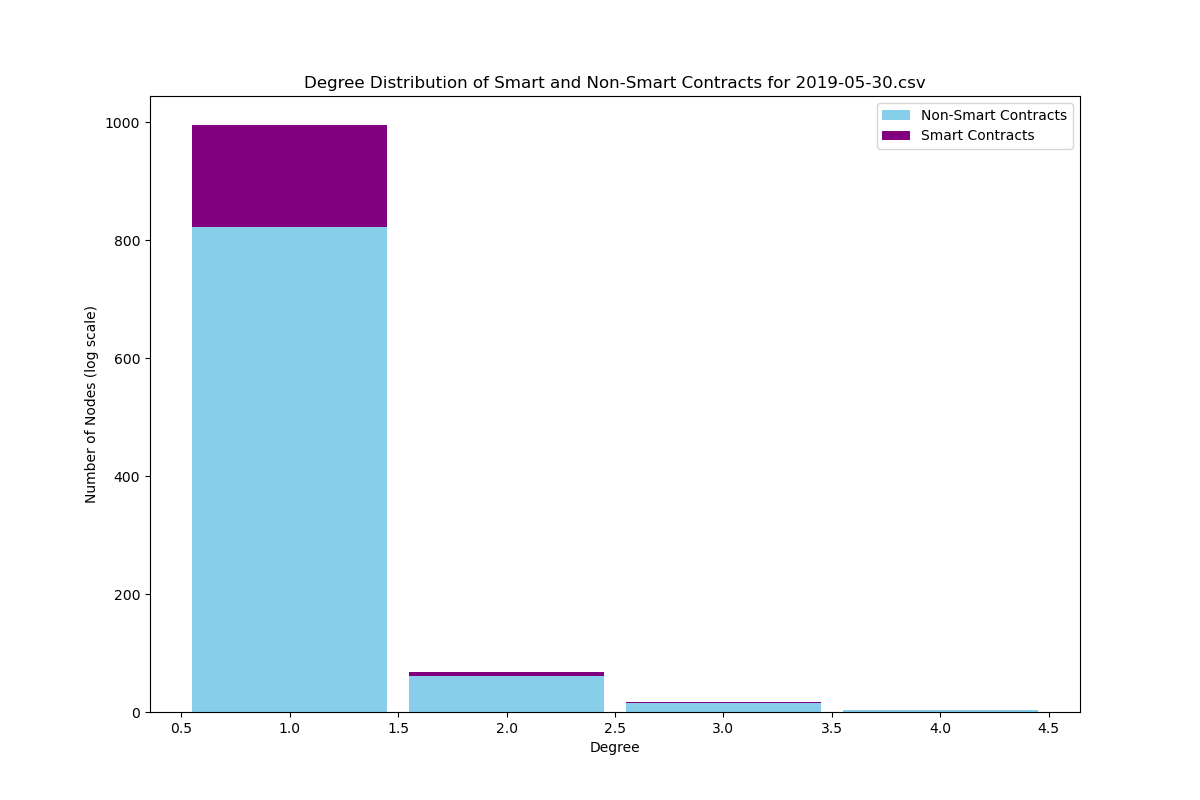 Degree Distribution of Smart and Non-Smart Contracts for 2019-05-30.csv
Non-Smart Contracts
Smart Contracts
Number of Nodes (log scale)
1000
800
600
400
200
0
0.5 1.0 1.5 2.0 2.5 3.0 3.5 4.0 4.5
Degree